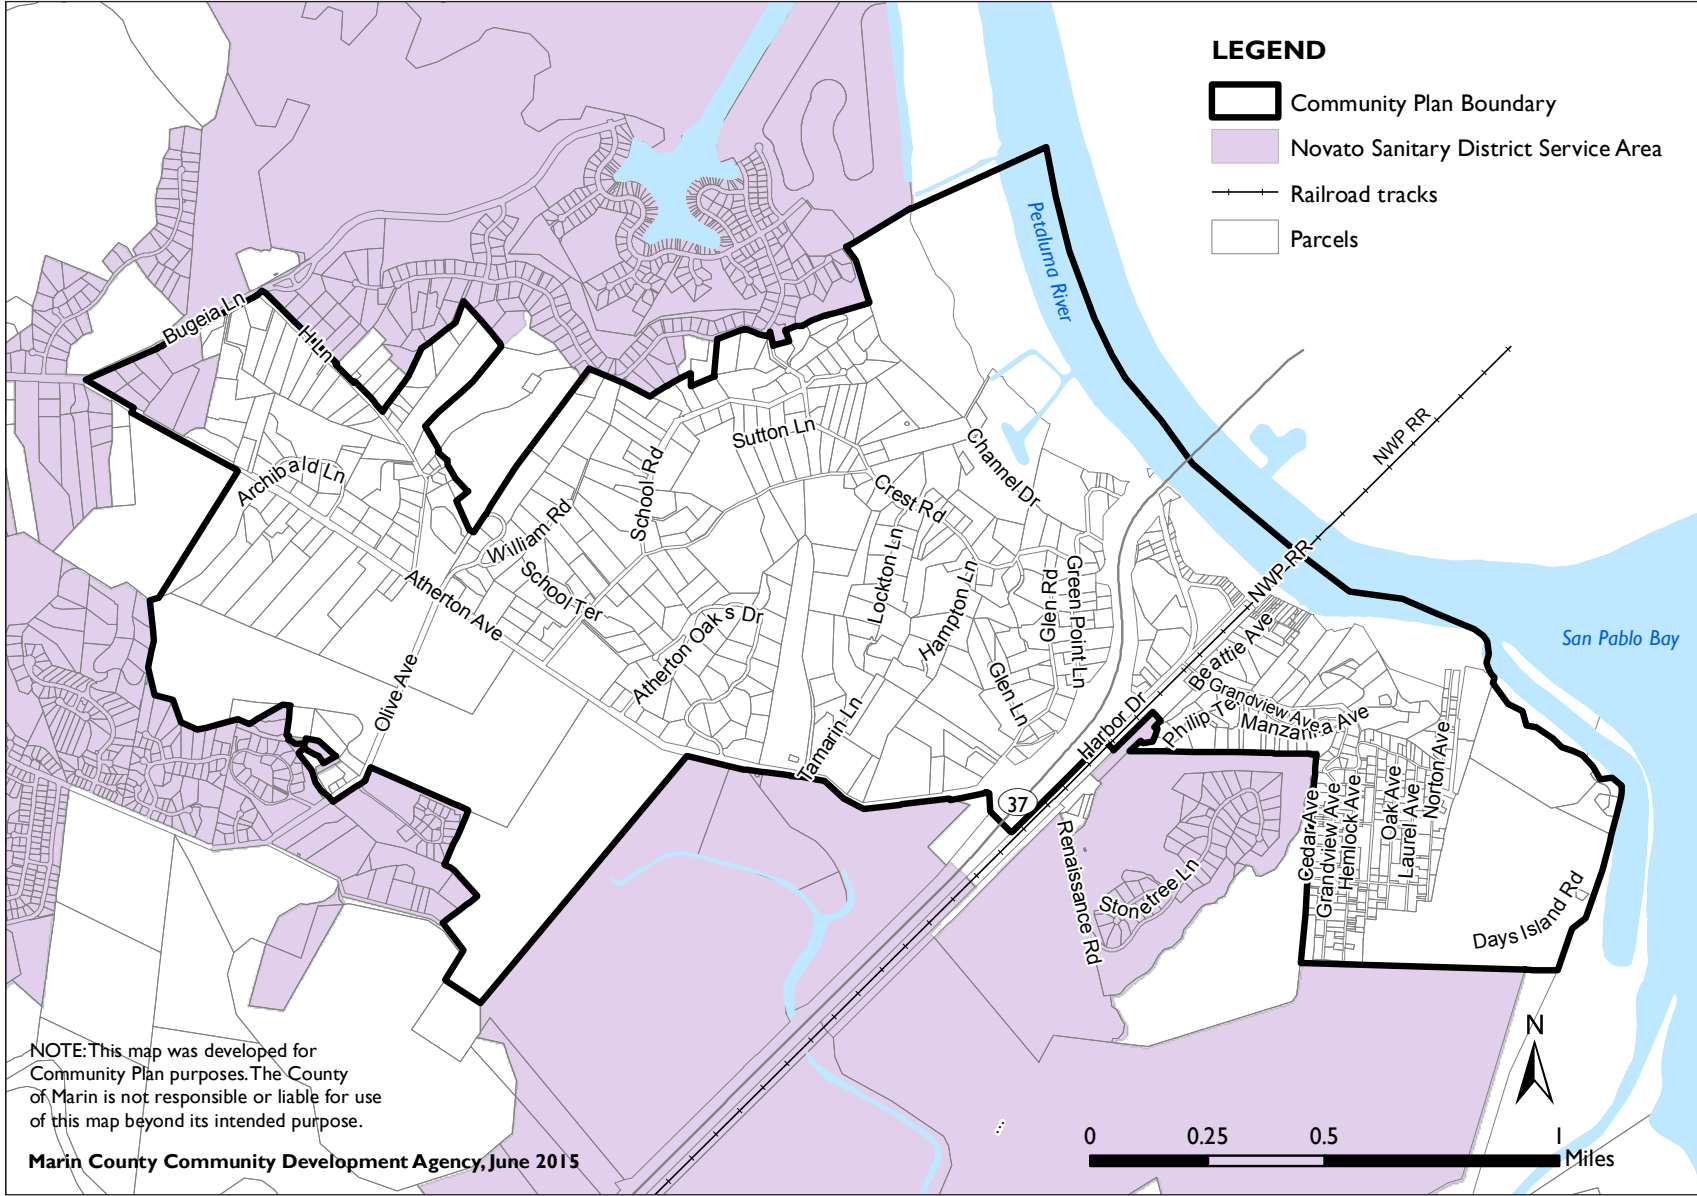 LEGEND
Community Plan Boundary
Novato Sanitary District Service Area
Railroad tracks
Parcels
Petaluma River
San Pablo Bay
Bugeia Ln
H Ln
Archibald Ln
William Rd
School Rd
Sutton Ln
Crest Rd
Channel Dr
NWP RR
NWP RR
School Ter
Atherton Ave
Atherton Oaks Dr
Lockton Ln
Hampton Ln
Glen Rd
Green Point Ln
Glen Ln
Olive Ave
Tamarin Ln
Harbor Dr
37
Beattie Ave
Grandview Ave
Philip Ter
Manzanita Ave
Cedar Ave
Grandview Ave
Hemlock Ave
Oak Ave
Laurel Ave
Norton Ave
Renaissance Rd
Stonetree Ln
Days Island Rd
NOTE: This map was developed for
Community Plan purposes. The County
of Marin is not responsible or liable for use
of this map beyond its intended purpose.
Marin County Community Development Agency, June 2015
N
0 0.25 0.5 1
Miles